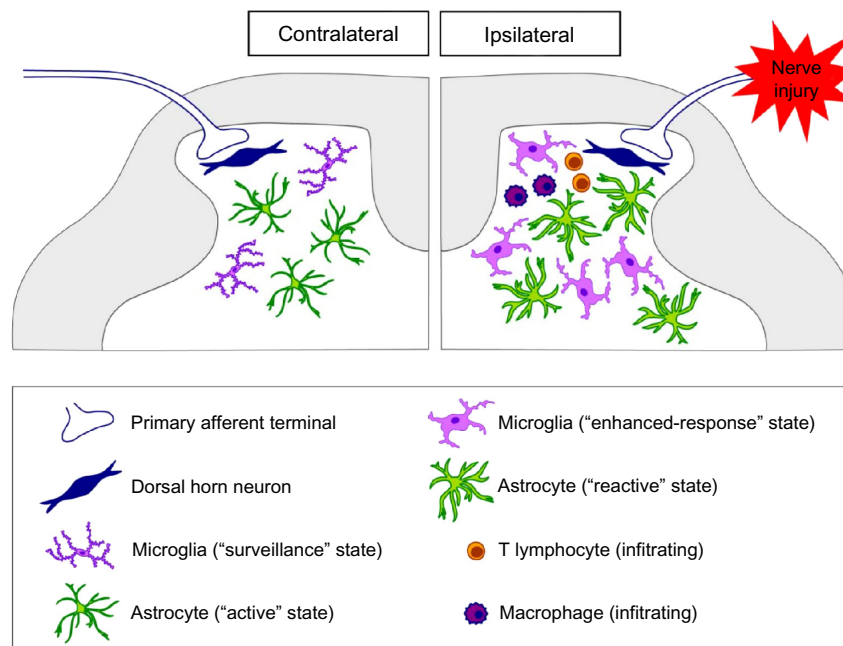 Contralateral
Ipsilateral
Nerve
injury
Primary afferent terminal
Dorsal horn neuron
Microglia (“surveillance” state)
Astrocyte (“active” state)
Microglia (“enhanced-response” state)
Astrocyte (“reactive” state)
T lymphocyte (infitrating)
Macrophage (infitrating)